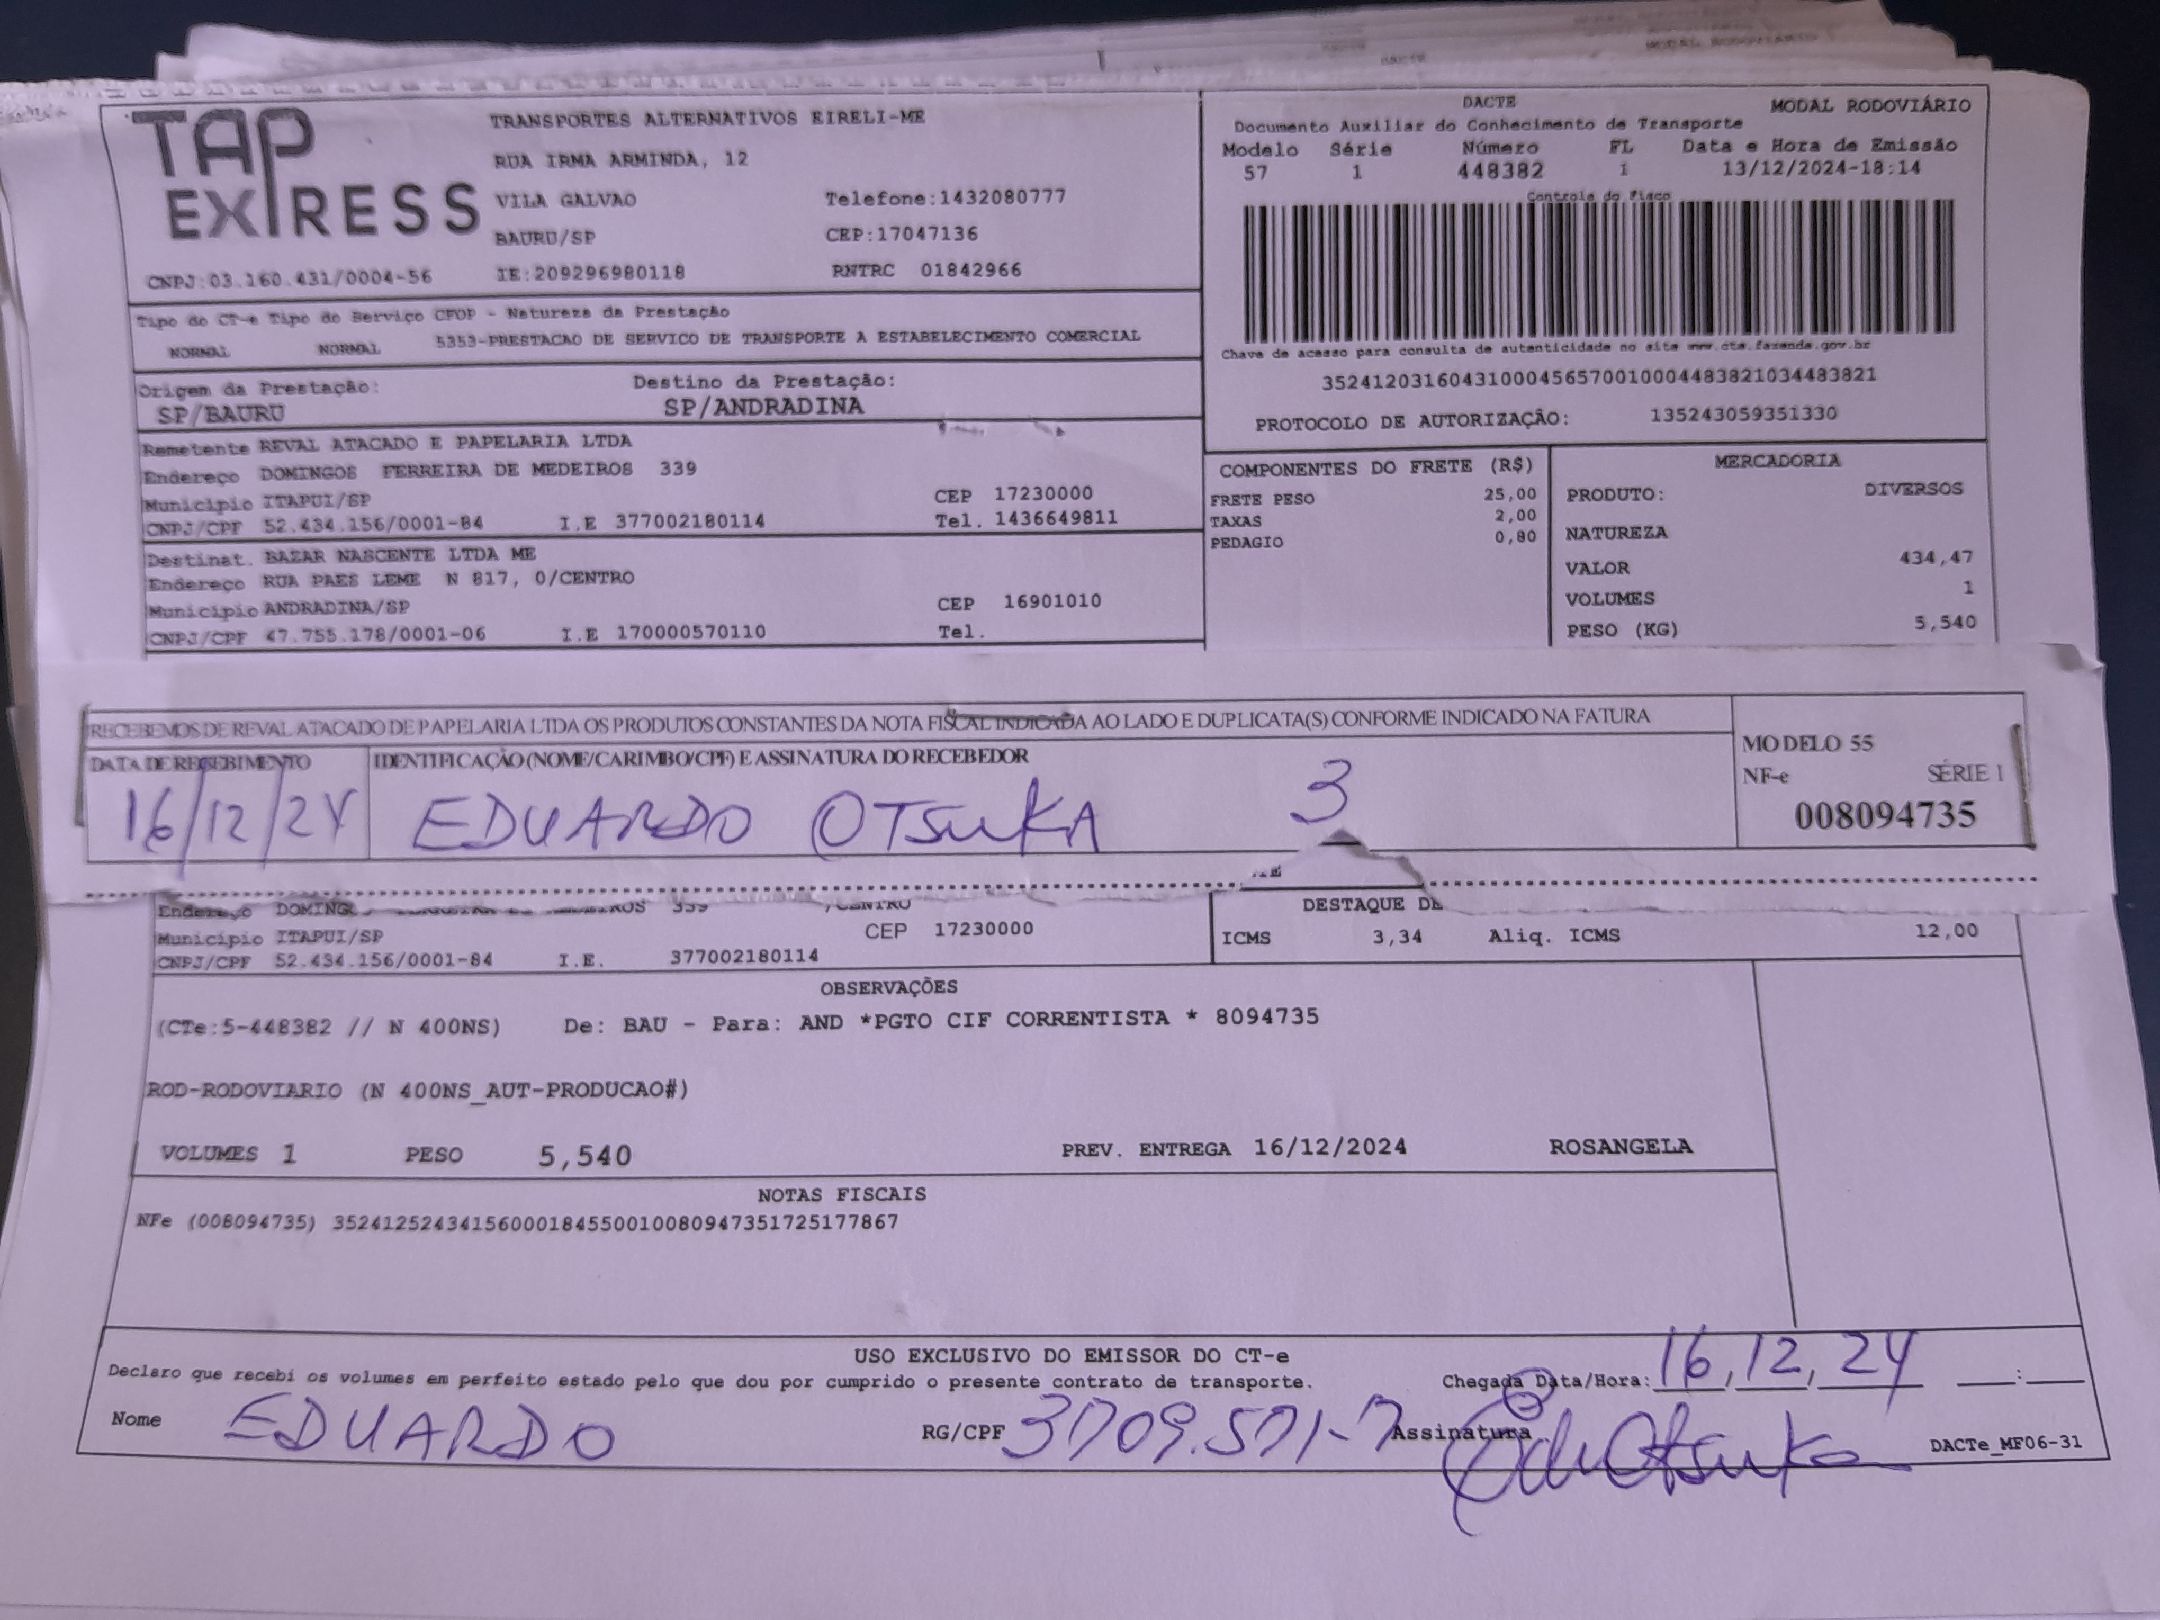 TAP EXPRESS
TRANSPORTES ALTERNATIVOS EIRELI-ME
RUA IRMA ARMINDA, 12
VILA GALVAO Telefone:1432080777
BAURU/SP CEP:17047136
CNPJ:03.160.431/0004-56 IE:209296980118 RNTRC 01842966
DACTE MODAL RODOVIÁRIO
Documento Auxiliar do Conhecimento de Transporte
Modelo Série Número FL Data e Hora de Emissão
57 1 448382 1 13/12/2024-18:14
Controle do Fisco
Chave de acesso para consulta de autenticidade no site www.cte.fazenda.gov.br
35241203160431000456570010004483821034483821
PROTOCOLO DE AUTORIZAÇÃO: 135243059351330
Tipo do CT-e Tipo do Serviço CFOP - Natureza da Prestação
NORMAL NORMAL 5353-PRESTACAO DE SERVICO DE TRANSPORTE A ESTABELECIMENTO COMERCIAL
Origem da Prestação: Destino da Prestação:
SP/BAURU SP/ANDRADINA
Remetente REVAL ATACADO E PAPELARIA LTDA
Endereço DOMINGOS FERREIRA DE MEDEIROS 339
Município ITAPUI/SP CEP 17230000
CNPJ/CPF 52.434.156/0001-84 I.E 377002180114 Tel. 1436649811
Destinat. BAZAR NASCENTE LTDA ME
Endereço RUA PAES LEME N 817, 0/CENTRO
Município ANDRADINA/SP CEP 16901010
CNPJ/CPF 47.755.178/0001-06 I.E 170000570110 Tel.
COMPONENTES DO FRETE (R$)
FRETE PESO 25,00
TAXAS 2,00
PEDAGIO 0,80
MERCADORIA
PRODUTO: DIVERSOS
NATUREZA
VALOR 434,47
VOLUMES 1
PESO (KG) 5,540
RECEBEMOS DE REVAL ATACADO DE PAPELARIA LTDA OS PRODUTOS CONSTANTES DA NOTA FISCAL INDICADA AO LADO E DUPLICATA(S) CONFORME INDICADO NA FATURA
DATA DE RECEBIMENTO IDENTIFICAÇÃO (NOME/CARIMBO/CPF) E ASSINATURA DO RECEBEDOR
16/12/24 EDUARDO OTSUKA 3
MODELO 55
NF-e SÉRIE 1
008094735
Endereço DOMING 339 /CENTRO
Município ITAPUI/SP CEP 17230000
CNPJ/CPF 52.434.156/0001-84 I.E. 377002180114
DESTAQUE DE
ICMS 3,34 Aliq. ICMS 12,00
OBSERVAÇÕES
(CTe:5-448382 // N 400NS) De: BAU - Para: AND *PGTO CIF CORRENTISTA * 8094735
ROD-RODOVIARIO (N 400NS_AUT-PRODUCAO#)
VOLUMES 1 PESO 5,540 PREV. ENTREGA 16/12/2024 ROSANGELA
NOTAS FISCAIS
NFe (008094735) 35241252434156000184550010080947351725177867
USO EXCLUSIVO DO EMISSOR DO CT-e
Declaro que recebi os volumes em perfeito estado pelo que dou por cumprido o presente contrato de transporte. Chegada Data/Hora: 16,12,24 :
Nome EDUARDO RG/CPF 3709.571-7 Assinatura Edu Otsuka
DACTe_MF06-31